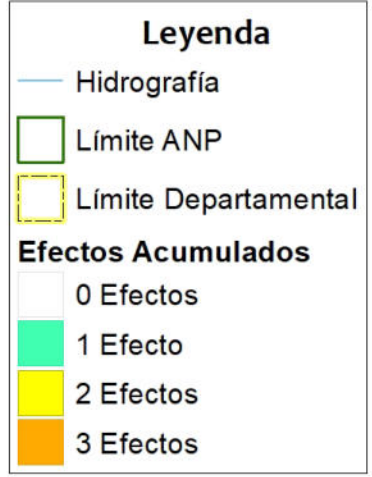 Leyenda
Hidrografía
Límite ANP
Límite Departamental
Efectos Acumulados
0 Efectos
1 Efecto
2 Efectos
3 Efectos